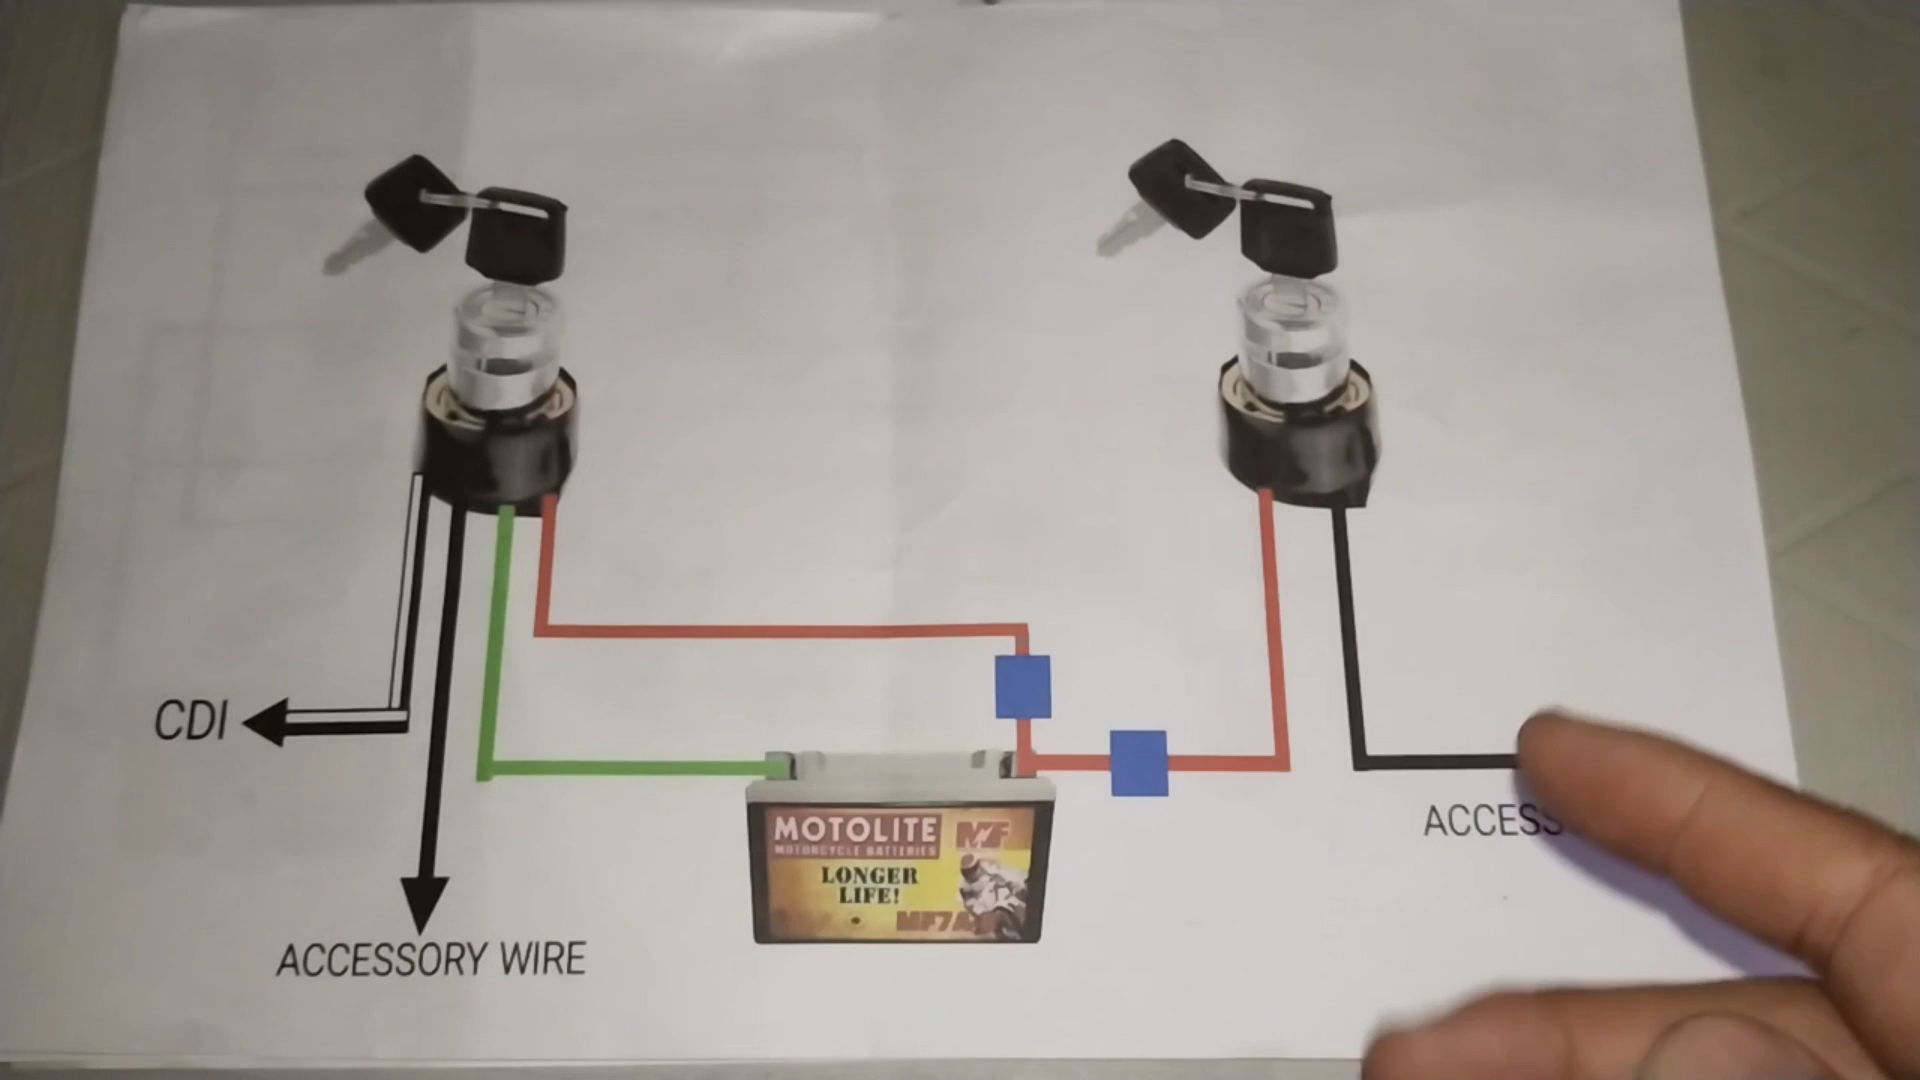 CDI
ACCESSORY WIRE
MOTOLITE MF
MOTORCYCLE BATTERIES
LONGER
LIFE!
ACCESS